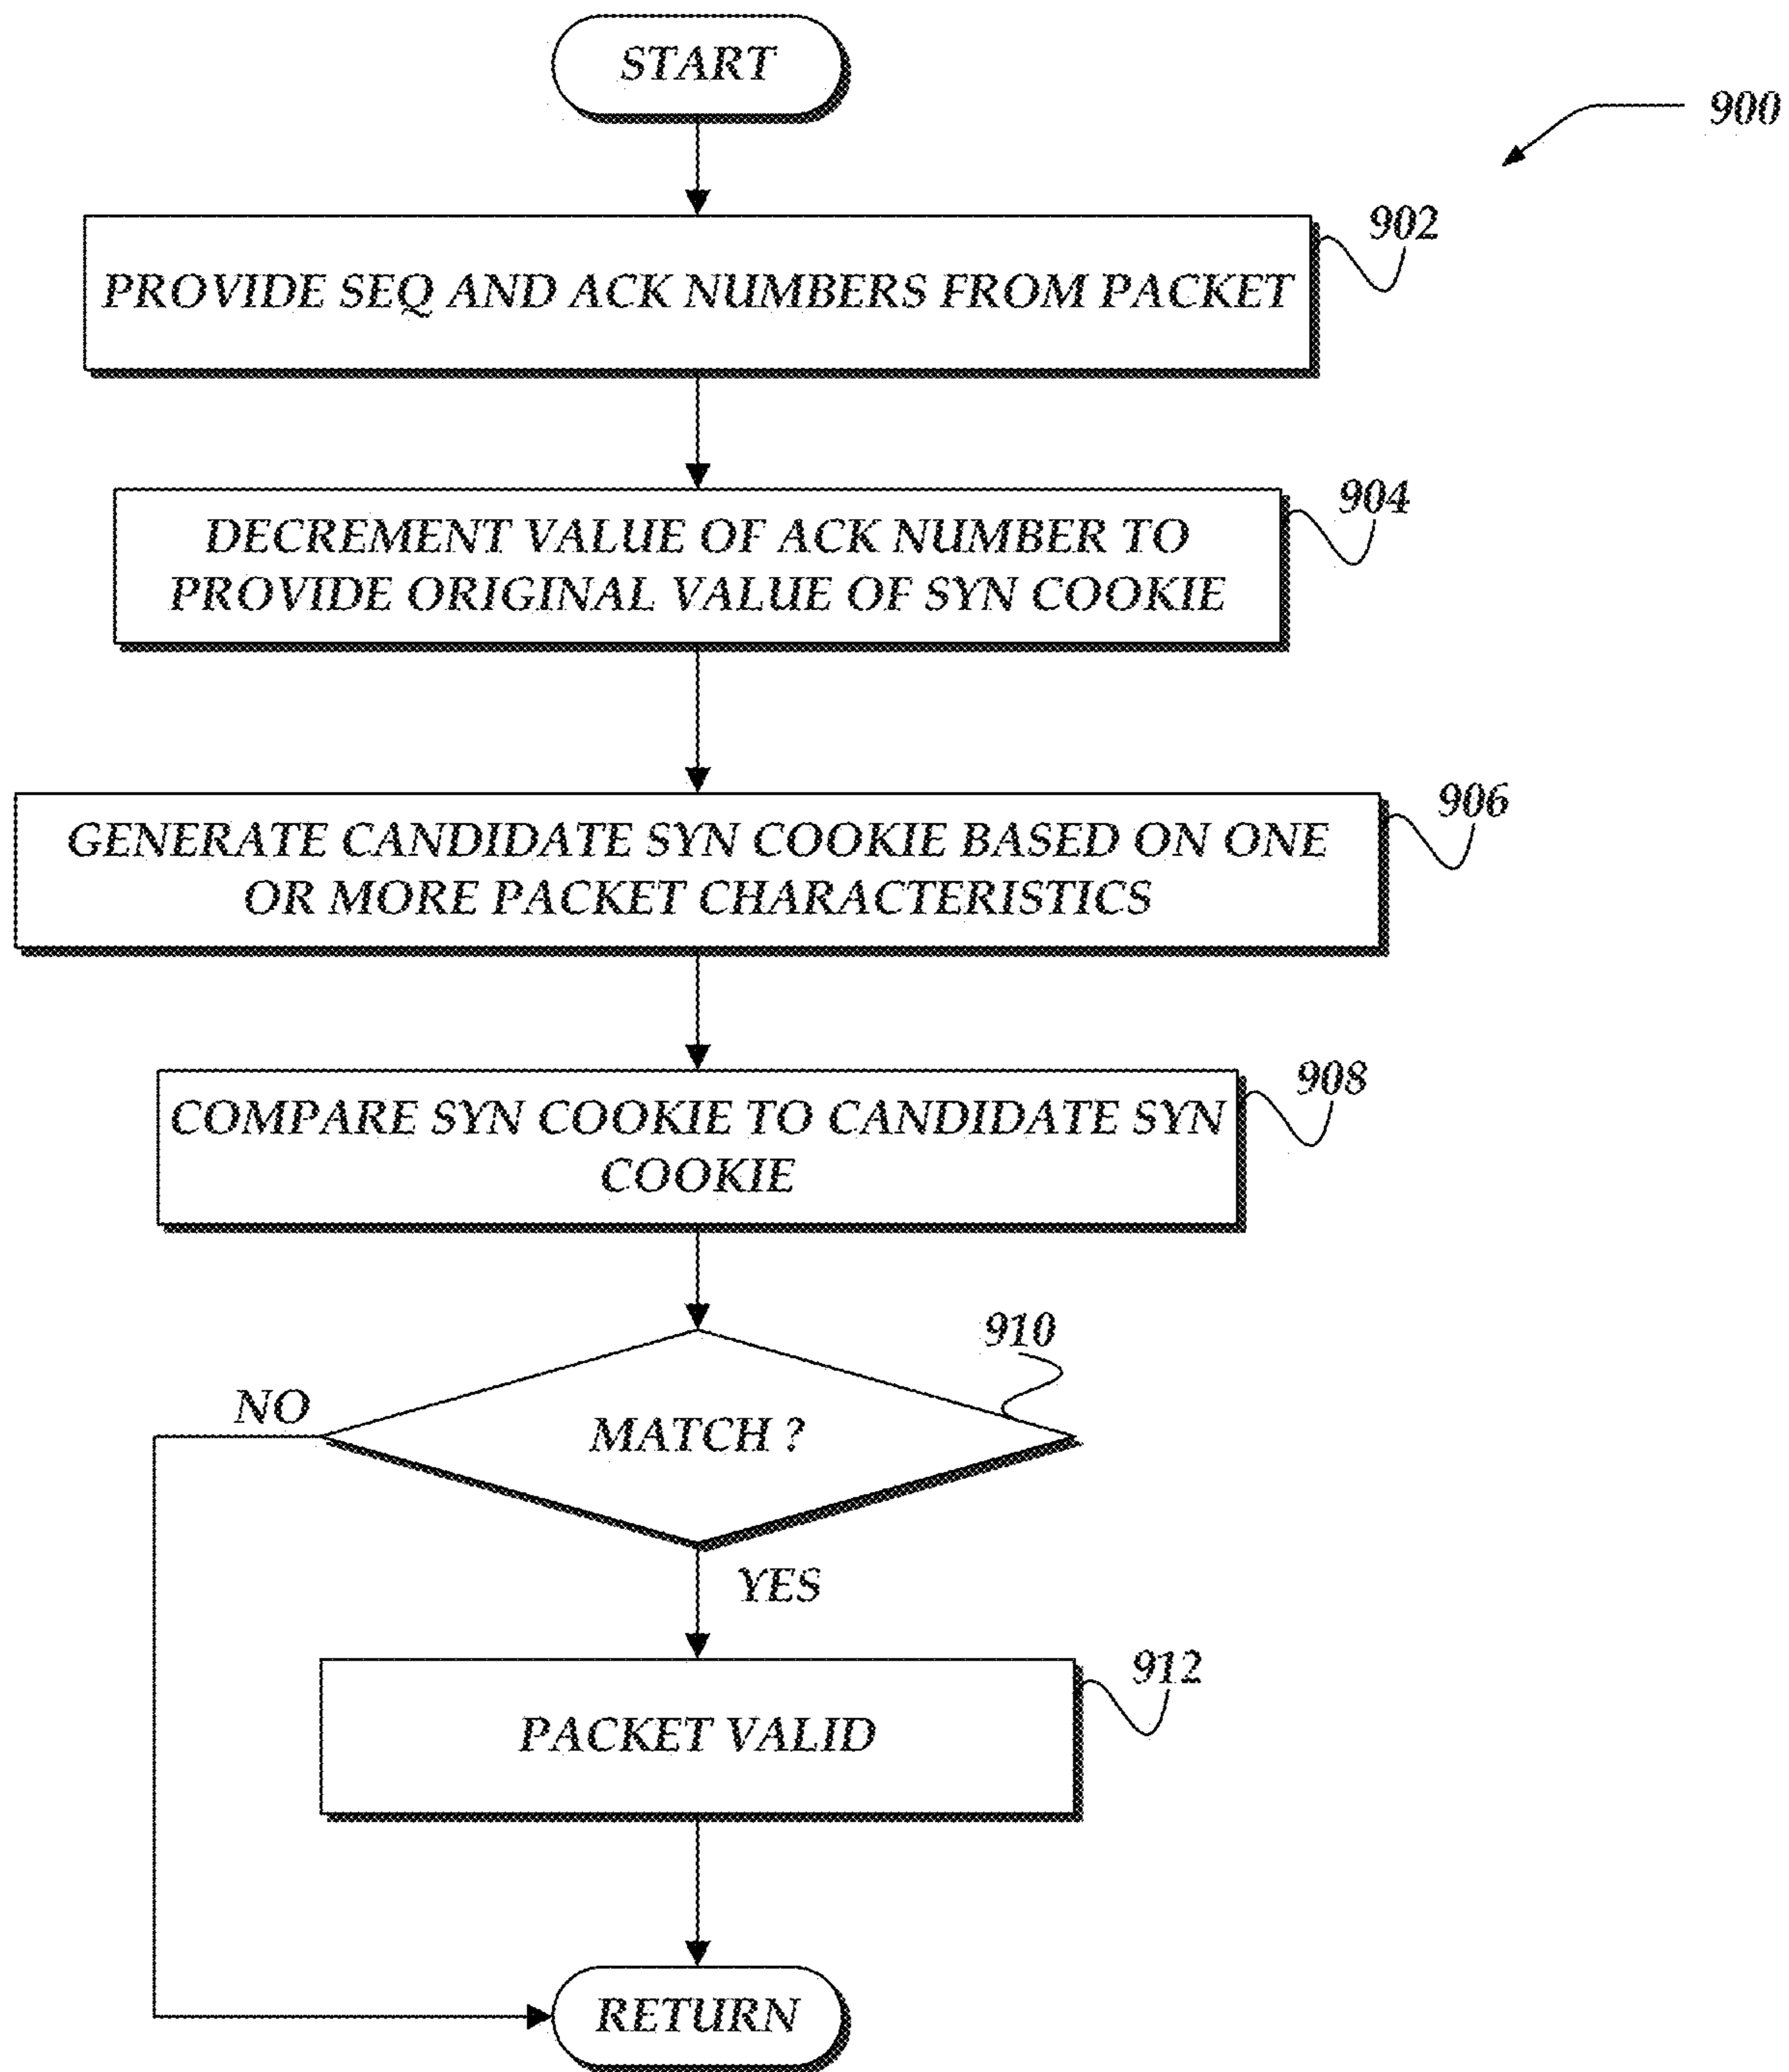 START
900
902
PROVIDE SEQ AND ACK NUMBERS FROM PACKET
904
DECREMENT VALUE OF ACK NUMBER TO
PROVIDE ORIGINAL VALUE OF SYN COOKIE
906
GENERATE CANDIDATE SYN COOKIE BASED ON ONE
OR MORE PACKET CHARACTERISTICS
908
COMPARE SYN COOKIE TO CANDIDATE SYN
COOKIE
910
NO
MATCH ?
YES
912
PACKET VALID
RETURN